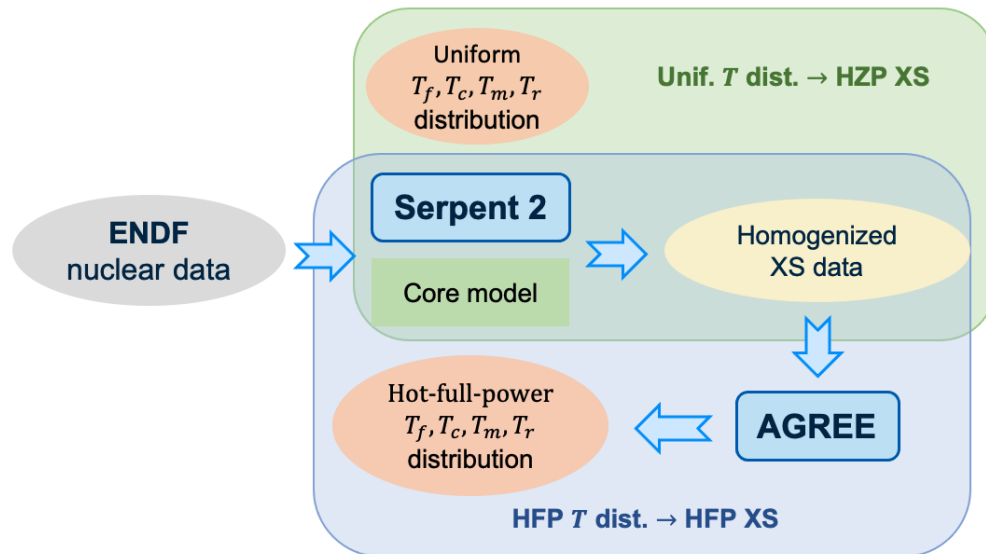 Uniform
T_f, T_c, T_m, T_r
distribution
Unif. T dist. → HZP XS
ENDF
nuclear data
Serpent 2
Core model
Homogenized
XS data
Hot-full-power
T_f, T_c, T_m, T_r
distribution
AGREE
HFP T dist. → HFP XS